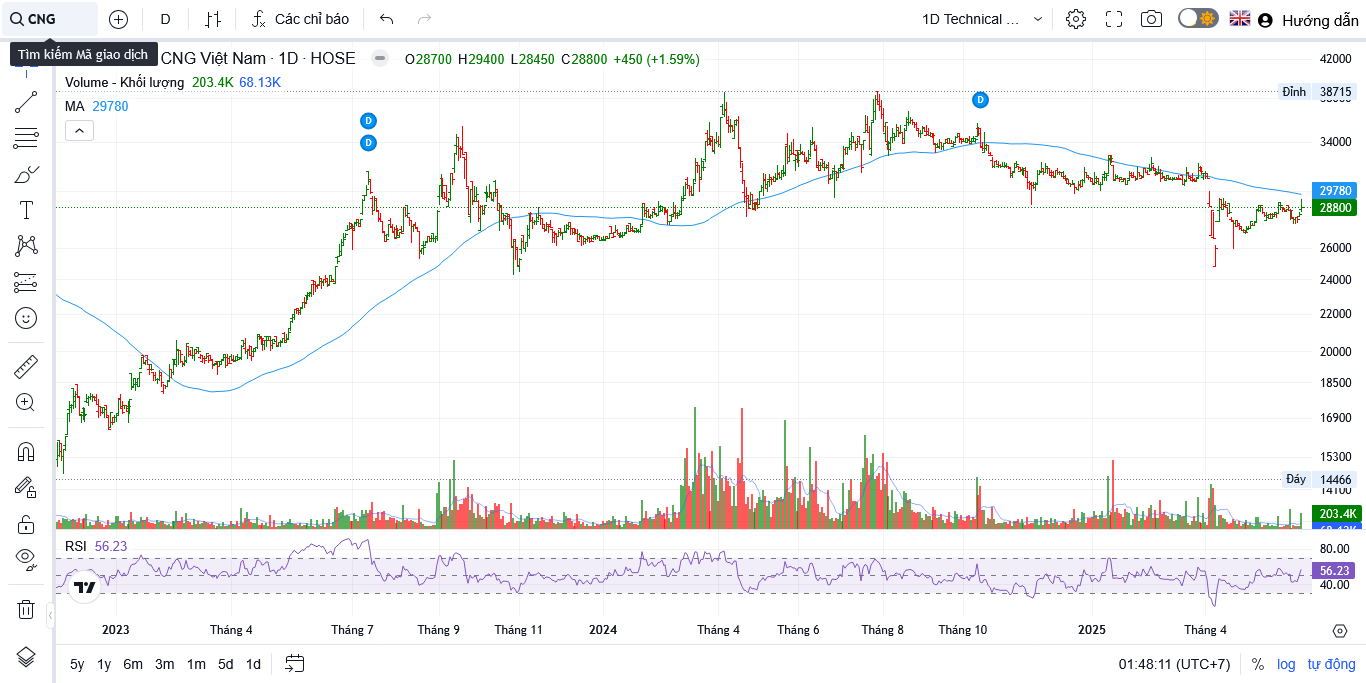 CNG
D
Các chỉ báo
1D Technical ...
Hướng dẫn
Tìm kiếm Mã giao dịch
CNG Việt Nam · 1D · HOSE
O28700 H29400 L28450 C28800 +450 (+1.59%)
Volume - Khối lượng 203.4K 68.13K
MA 29780
D
D
D
42000
Đỉnh 38715
34000
29780
28800
26000
24000
22000
20000
18500
16900
15300
Đáy 14466
14100
203.4K
68.13K
RSI 56.23
80.00
56.23
40.00
2023 Tháng 4 Tháng 7 Tháng 9 Tháng 11 2024 Tháng 4 Tháng 6 Tháng 8 Tháng 10 2025 Tháng 4
5y 1y 6m 3m 1m 5d 1d
01:48:11 (UTC+7) % log tự động